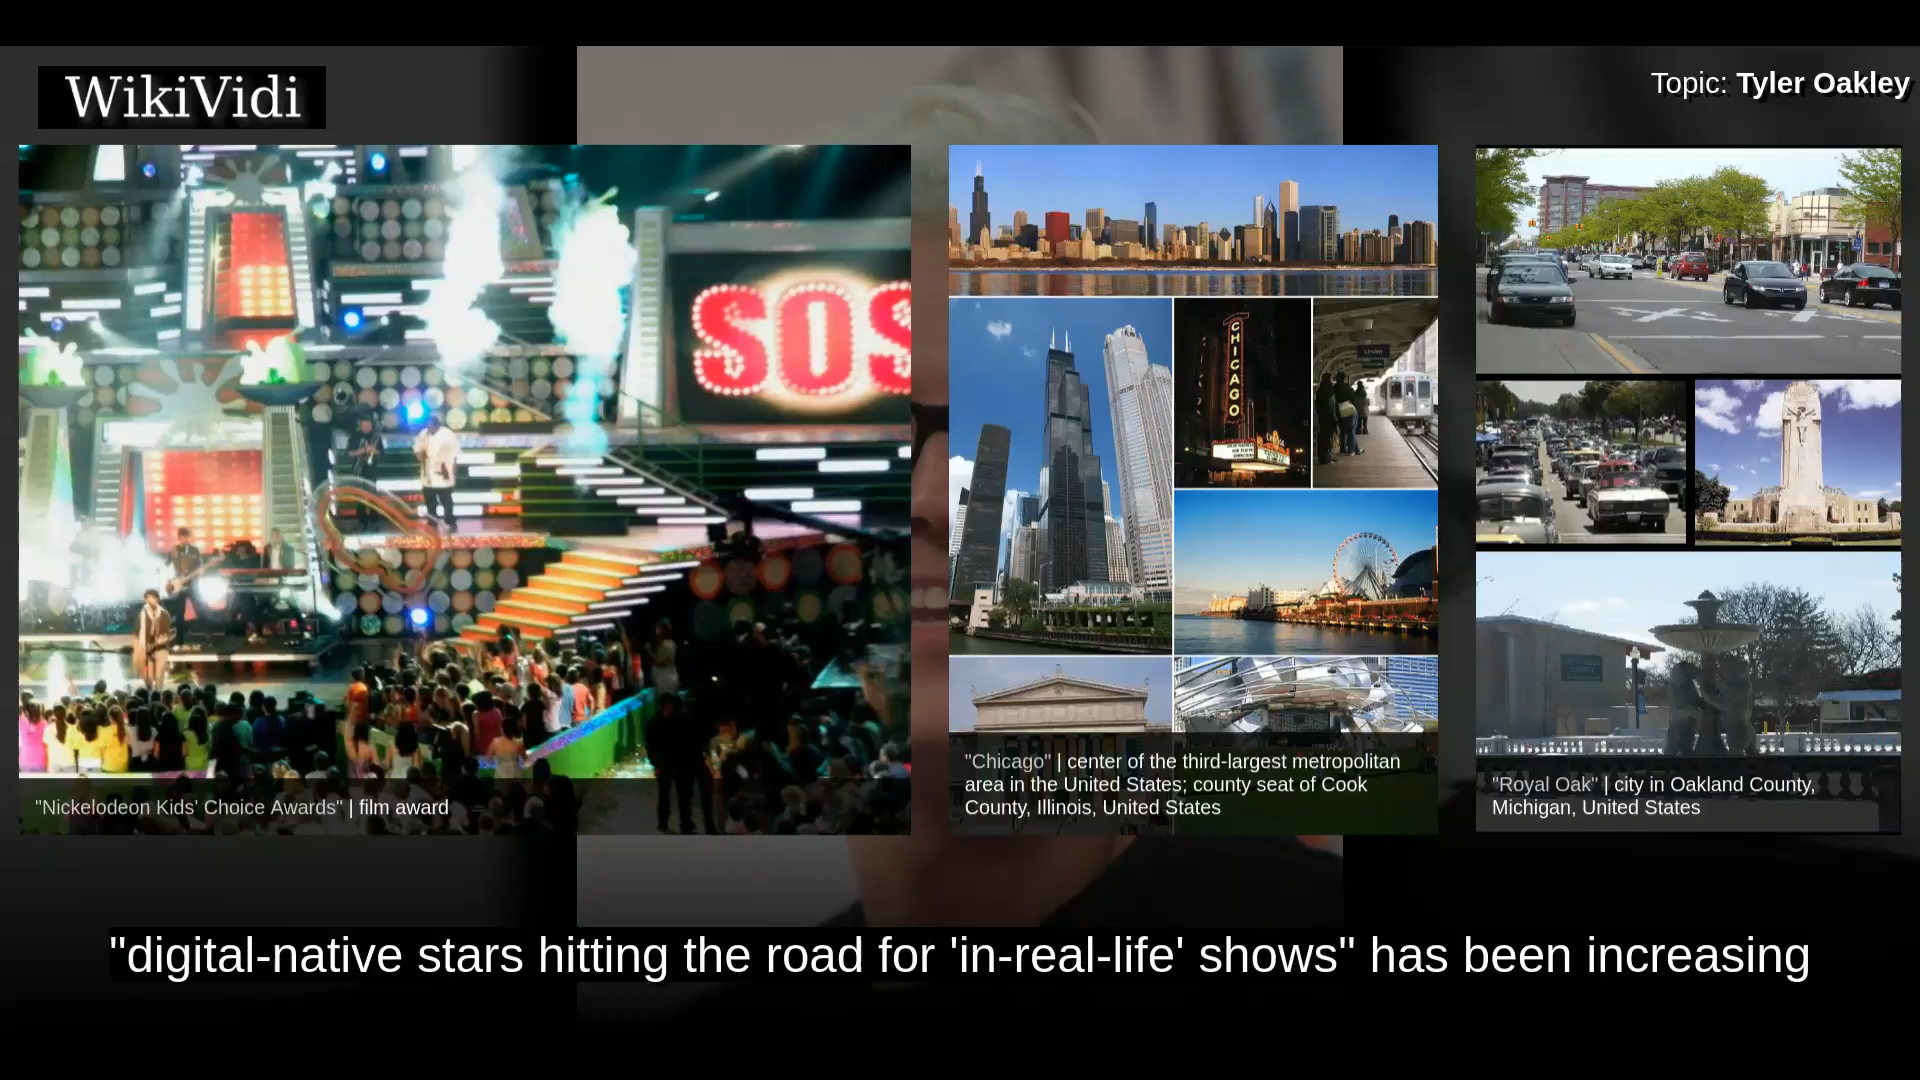 WikiVidi
Topic: Tyler Oakley
SOS
CHICAGO
"Nickelodeon Kids' Choice Awards" | film award
"Chicago" | center of the third-largest metropolitan
area in the United States; county seat of Cook
County, Illinois, United States
"Royal Oak" | city in Oakland County,
Michigan, United States
"digital-native stars hitting the road for 'in-real-life' shows" has been increasing